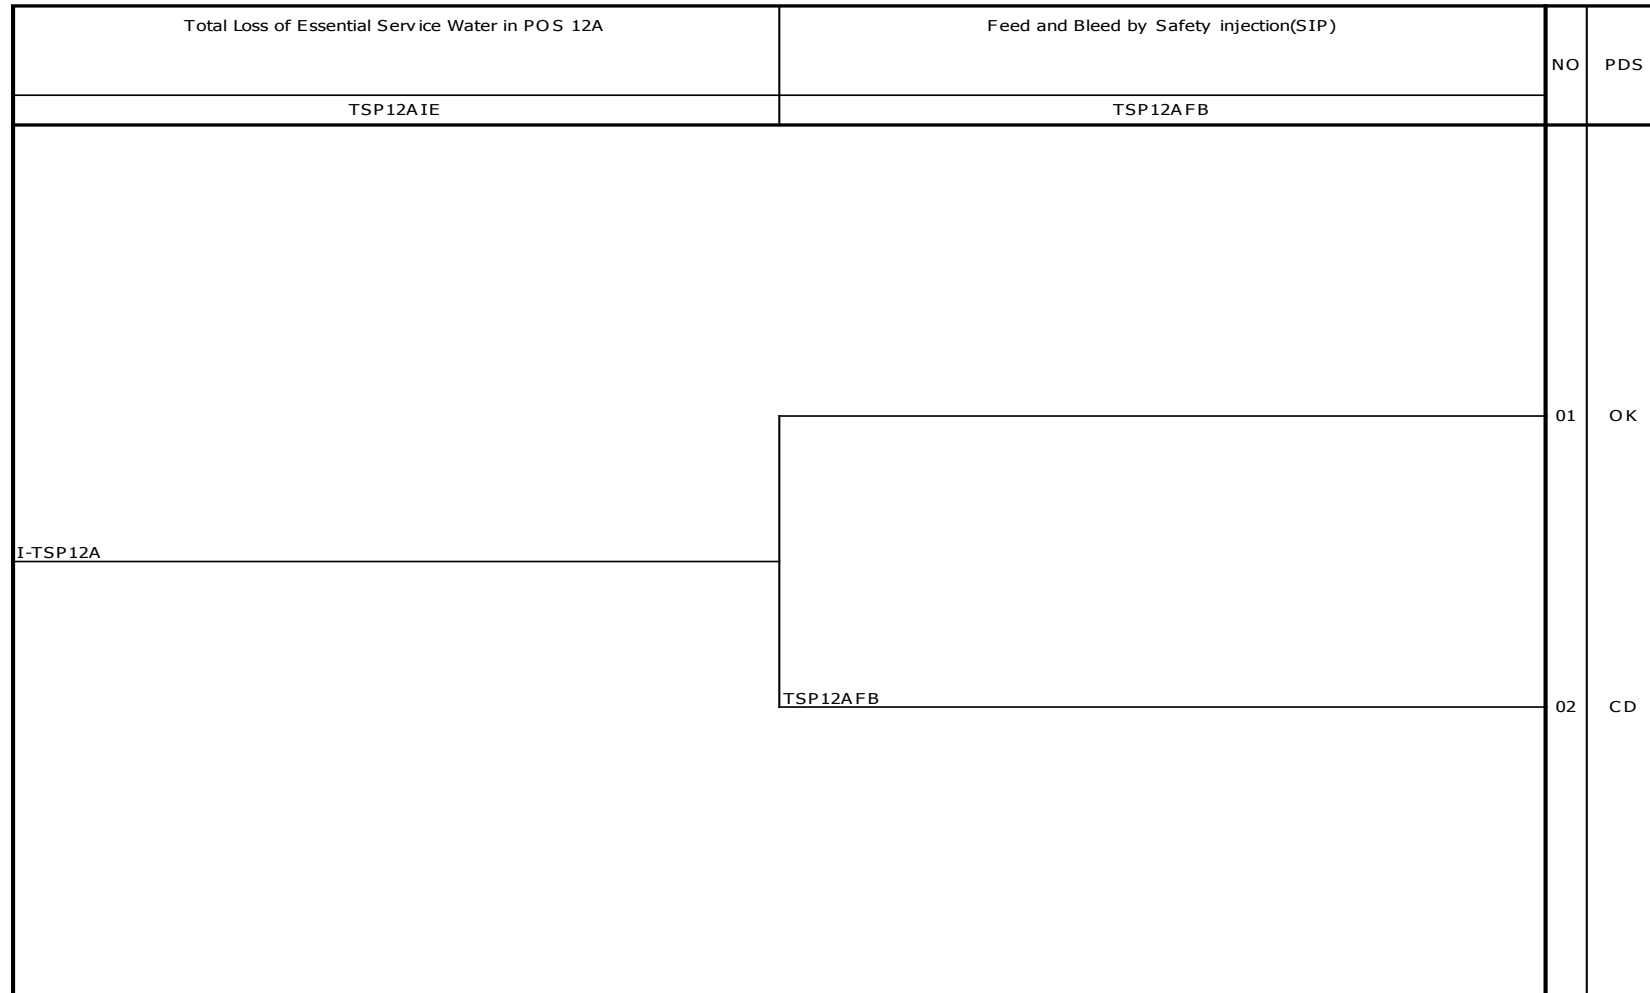 Total Loss of Essential Service Water in POS 12A
Feed and Bleed by Safety injection(SIP)
NO
PDS
TSP12AIE
TSP12AFB
01
OK
I-TSP12A
TSP12AFB
02
CD